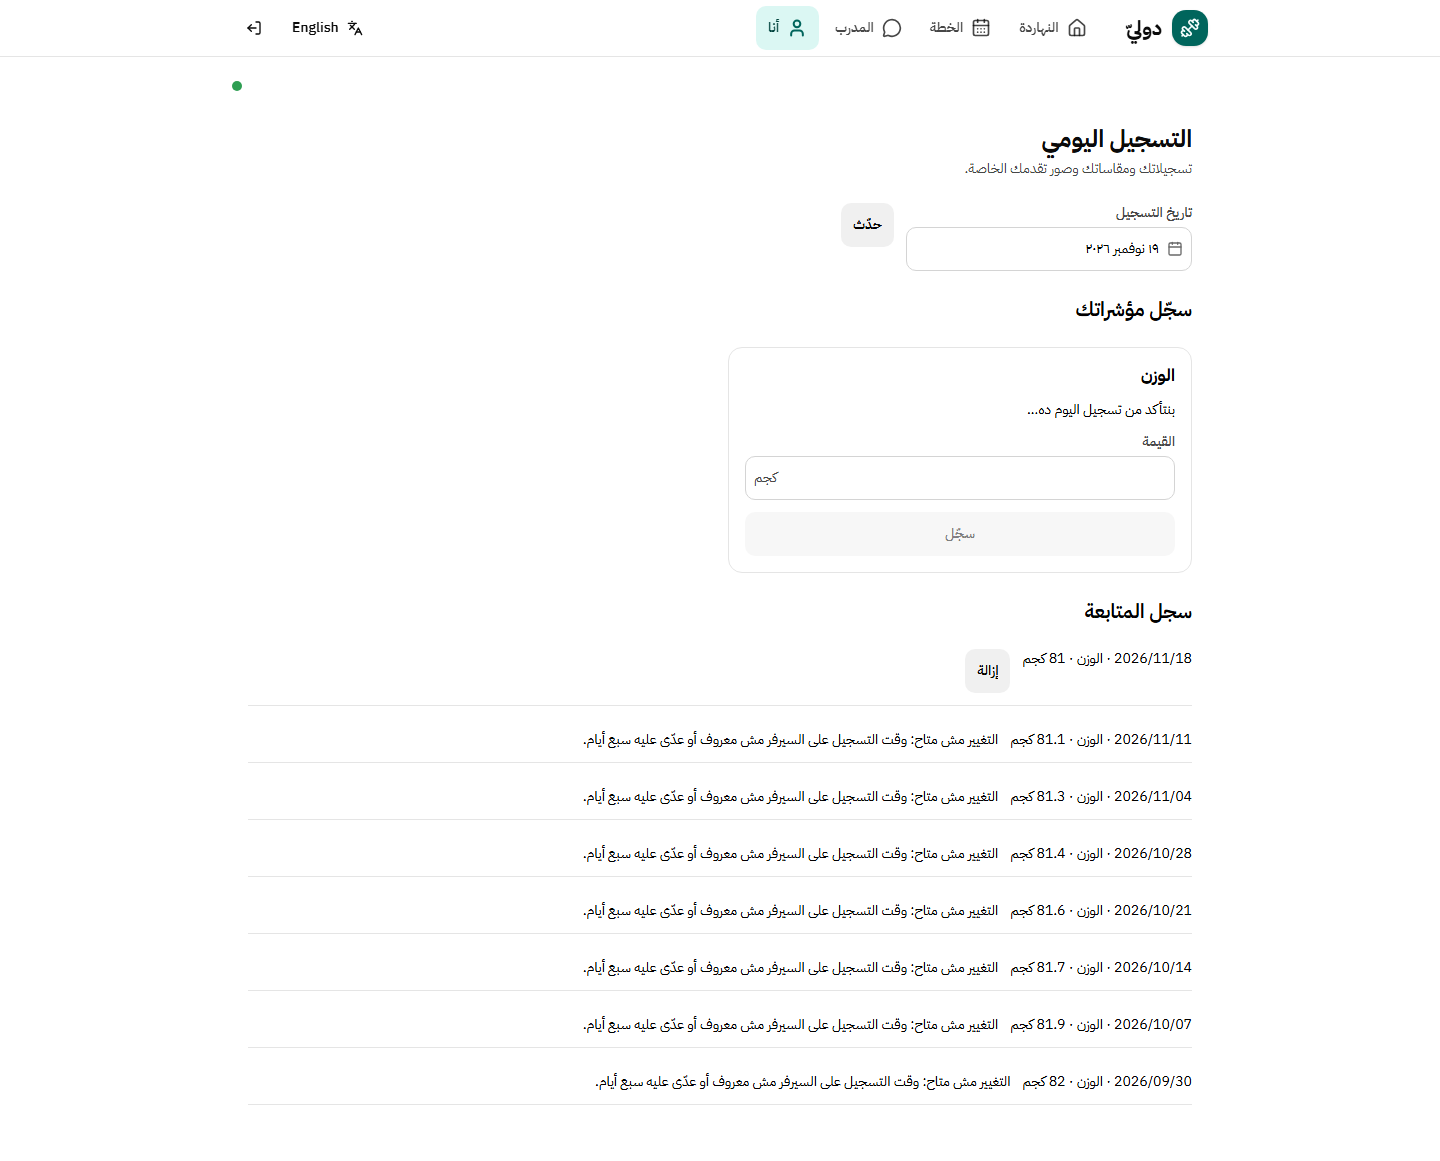 دوليّ
النهاردة
الخطة
المدرب
أنا
English
التسجيل اليومي
تسجيلاتك ومقاساتك وصور تقدمك الخاصة.
تاريخ التسجيل
١٩ نوفمبر ٢٠٢٦
حدّث
سجّل مؤشراتك
الوزن
بنتأكد من تسجيل اليوم ده...
القيمة
كجم
سجّل
سجل المتابعة
2026/11/18 · الوزن · 81 كجم
إزالة
2026/11/11 · الوزن · 81.1 كجم التغيير مش متاح: وقت التسجيل على السيرفر مش معروف أو عدّى عليه سبع أيام.
2026/11/04 · الوزن · 81.3 كجم التغيير مش متاح: وقت التسجيل على السيرفر مش معروف أو عدّى عليه سبع أيام.
2026/10/28 · الوزن · 81.4 كجم التغيير مش متاح: وقت التسجيل على السيرفر مش معروف أو عدّى عليه سبع أيام.
2026/10/21 · الوزن · 81.6 كجم التغيير مش متاح: وقت التسجيل على السيرفر مش معروف أو عدّى عليه سبع أيام.
2026/10/14 · الوزن · 81.7 كجم التغيير مش متاح: وقت التسجيل على السيرفر مش معروف أو عدّى عليه سبع أيام.
2026/10/07 · الوزن · 81.9 كجم التغيير مش متاح: وقت التسجيل على السيرفر مش معروف أو عدّى عليه سبع أيام.
2026/09/30 · الوزن · 82 كجم التغيير مش متاح: وقت التسجيل على السيرفر مش معروف أو عدّى عليه سبع أيام.